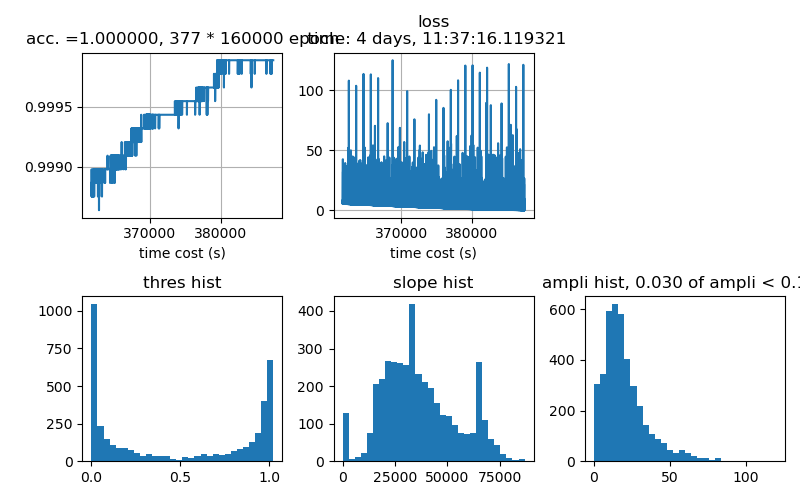 loss
acc. =1.000000, 377 * 160000 epoch
time: 4 days, 11:37:16.119321
0.9995
0.9990
370000 380000
time cost (s)
100
50
0
370000 380000
time cost (s)
thres hist
1000
750
500
250
0
0.0 0.5 1.0
slope hist
400
300
200
100
0
0 25000 50000 75000
ampli hist, 0.030 of ampli < 0.1
600
400
200
0
0 50 100